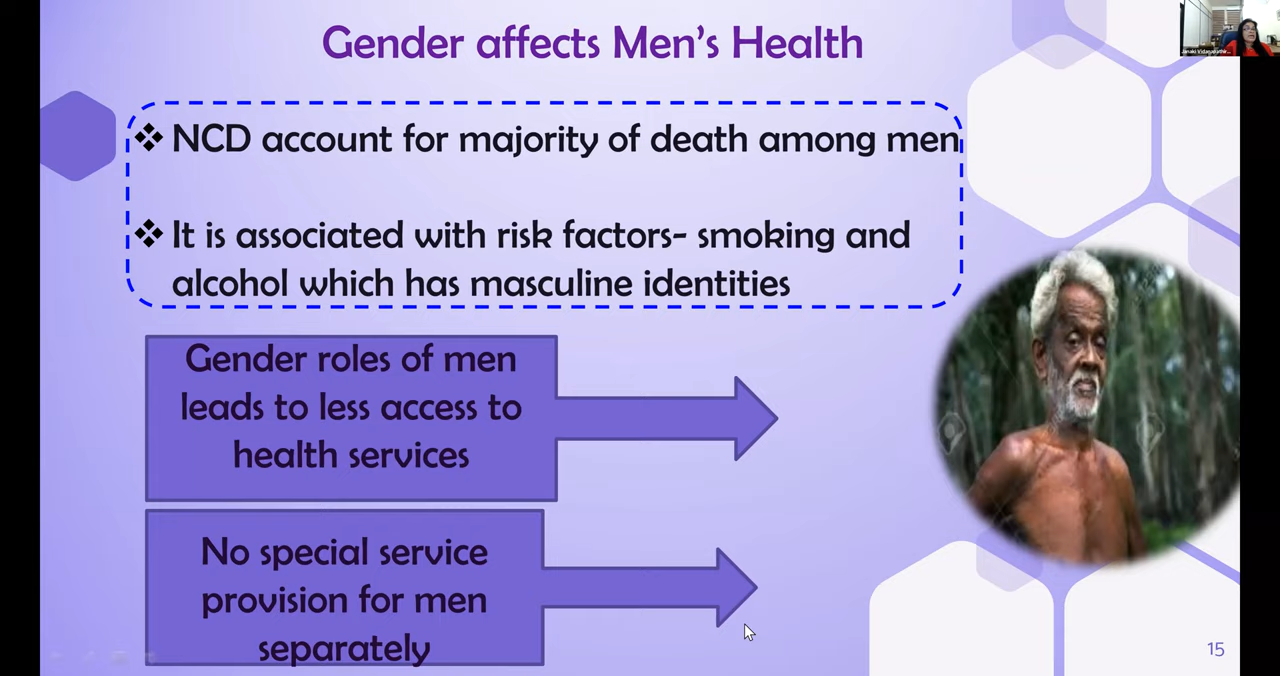 Gender affects Men's Health
❖ NCD account for majority of death among men
❖ It is associated with risk factors- smoking and
alcohol which has masculine identities
Gender roles of men
leads to less access to
health services
No special service
provision for men
separately
15